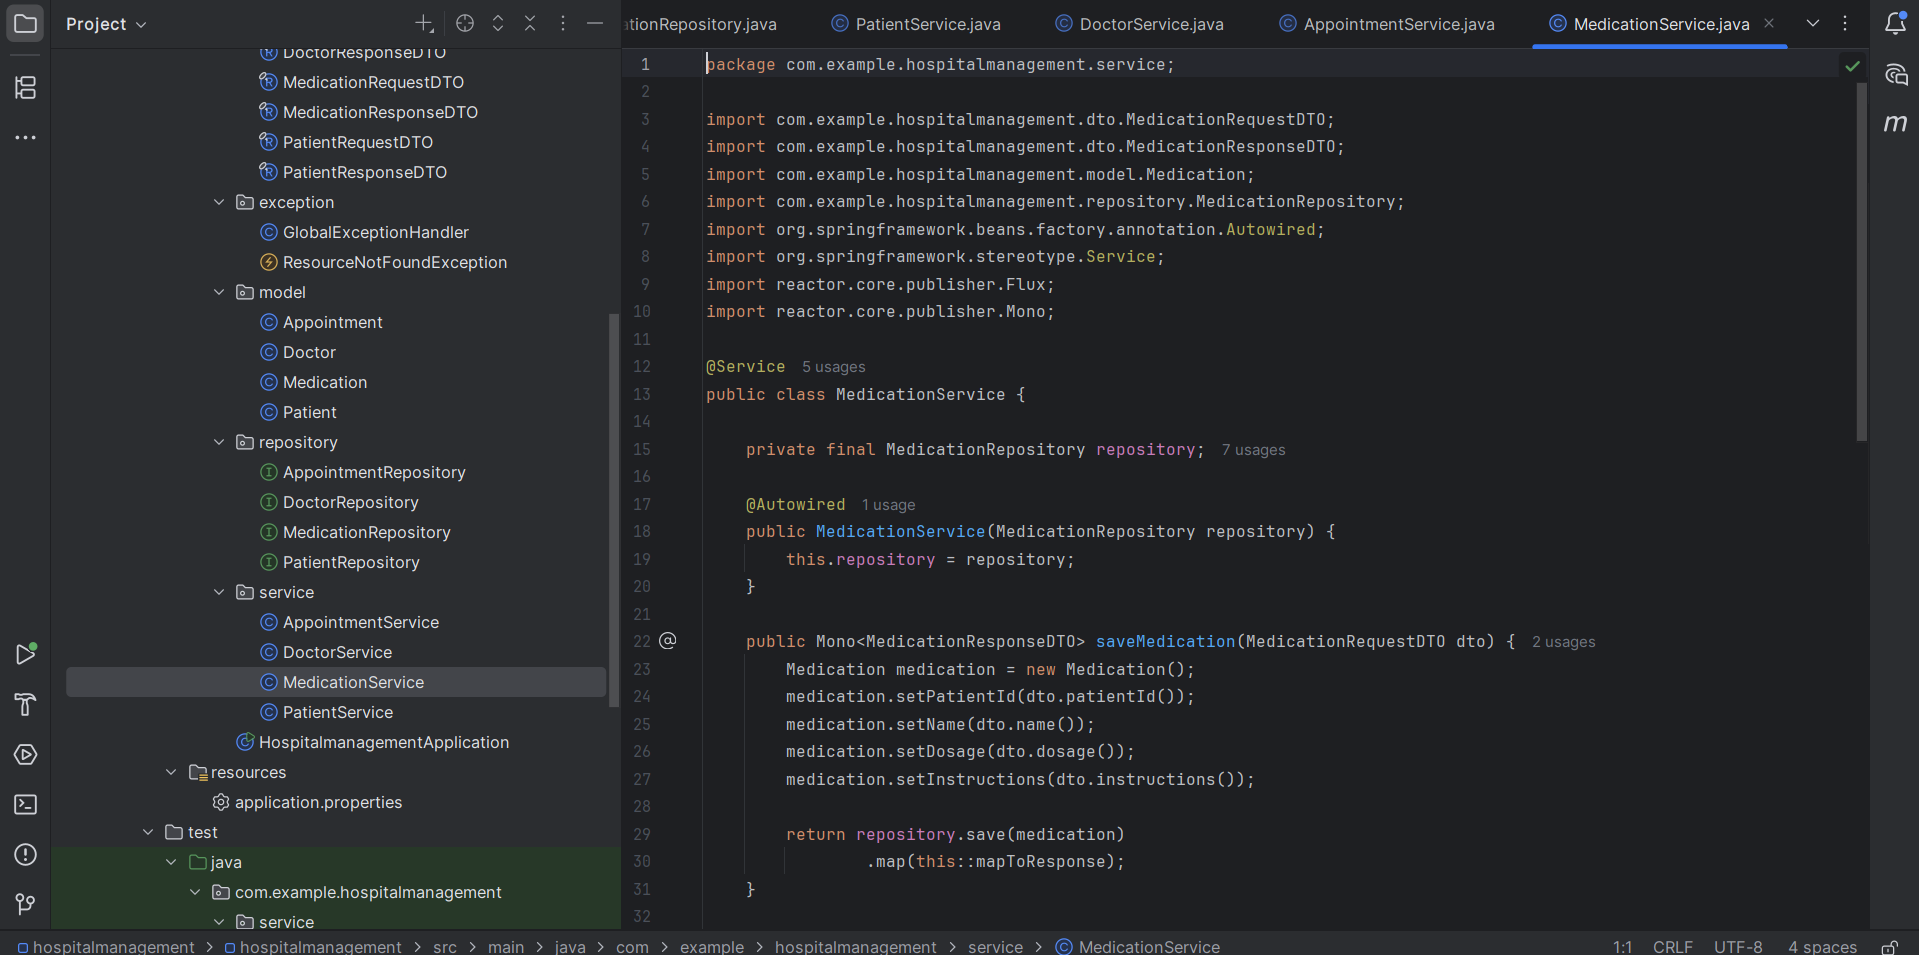 Project
ationRepository.java
PatientService.java
DoctorService.java
AppointmentService.java
MedicationService.java
DoctorResponseDTO
MedicationRequestDTO
MedicationResponseDTO
PatientRequestDTO
PatientResponseDTO
exception
GlobalExceptionHandler
ResourceNotFoundException
model
Appointment
Doctor
Medication
Patient
repository
AppointmentRepository
DoctorRepository
MedicationRepository
PatientRepository
service
AppointmentService
DoctorService
MedicationService
PatientService
HospitalmanagementApplication
resources
application.properties
test
java
com.example.hospitalmanagement
service
1 package com.example.hospitalmanagement.service;
2
3 import com.example.hospitalmanagement.dto.MedicationRequestDTO;
4 import com.example.hospitalmanagement.dto.MedicationResponseDTO;
5 import com.example.hospitalmanagement.model.Medication;
6 import com.example.hospitalmanagement.repository.MedicationRepository;
7 import org.springframework.beans.factory.annotation.Autowired;
8 import org.springframework.stereotype.Service;
9 import reactor.core.publisher.Flux;
10 import reactor.core.publisher.Mono;
11
12 @Service 5 usages
13 public class MedicationService {
14
15 private final MedicationRepository repository; 7 usages
16
17 @Autowired 1 usage
18 public MedicationService(MedicationRepository repository) {
19 this.repository = repository;
20 }
21
22 public Mono<MedicationResponseDTO> saveMedication(MedicationRequestDTO dto) { 2 usages
23 Medication medication = new Medication();
24 medication.setPatientId(dto.patientId());
25 medication.setName(dto.name());
26 medication.setDosage(dto.dosage());
27 medication.setInstructions(dto.instructions());
28
29 return repository.save(medication)
30 .map(this::mapToResponse);
31 }
32
hospitalmanagement > hospitalmanagement > src > main > java > com > example > hospitalmanagement > service > MedicationService
1:1 CRLF UTF-8 4 spaces